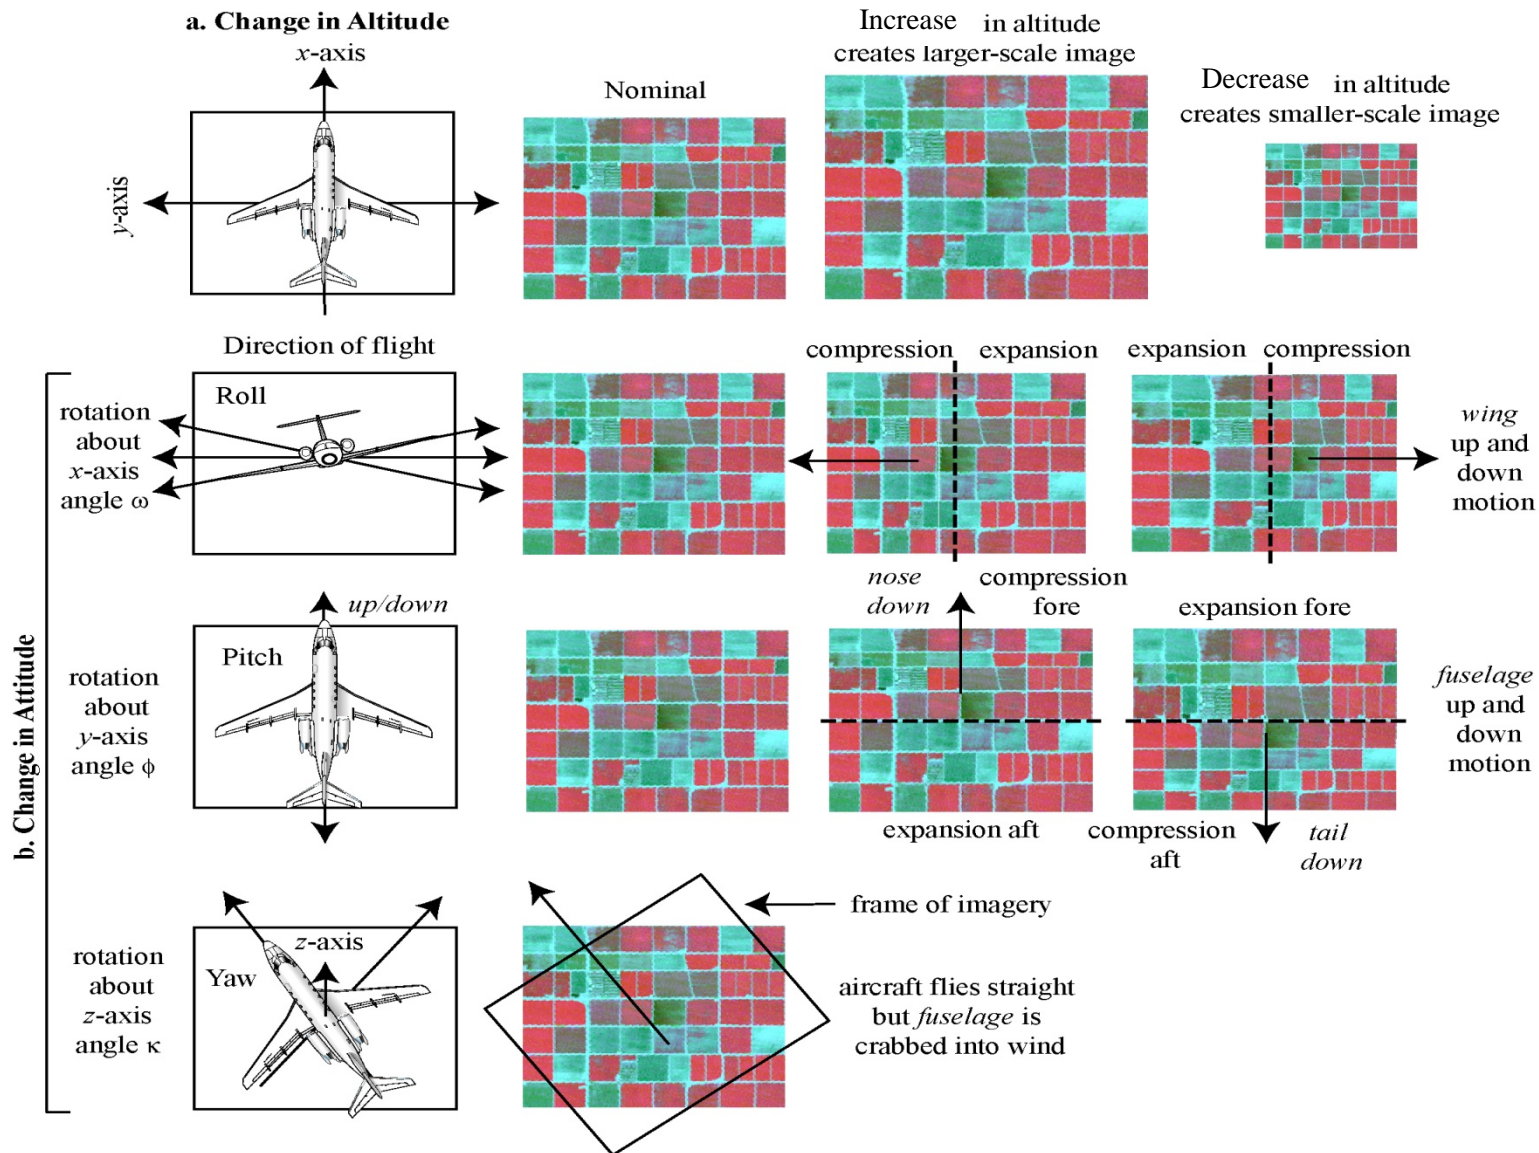 a. Change in Altitude
x-axis
y-axis
Nominal
Increase in altitude
creates larger-scale image
Decrease in altitude
creates smaller-scale image
Direction of flight
b. Change in Attitude
rotation
about
x-axis
angle ω
Roll
compression expansion
expansion compression
wing
up and
down
motion
rotation
about
y-axis
angle ϕ
up/down
Pitch
nose
down
compression
fore
expansion aft
expansion fore
compression
aft
tail
down
fuselage
up and
down
motion
rotation
about
z-axis
angle κ
z-axis
Yaw
frame of imagery
aircraft flies straight
but fuselage is
crabbed into wind